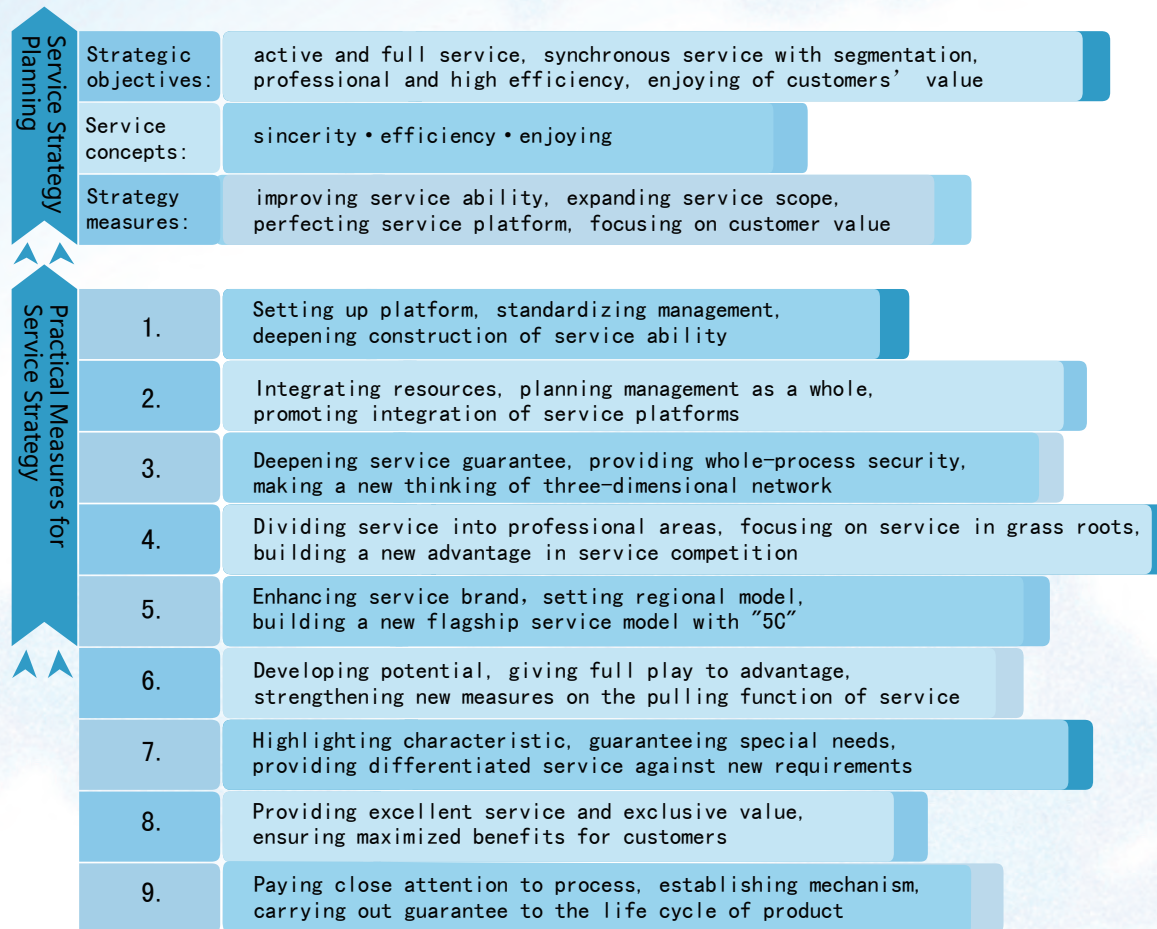 Service Strategy
Planning
Strategic
objectives:
active and full service, synchronous service with segmentation,
professional and high efficiency, enjoying of customers’ value
Service
concepts:
sincerity·efficiency·enjoying
Strategy
measures:
improving service ability, expanding service scope,
perfecting service platform, focusing on customer value
Practical Measures for
Service Strategy
1.
Setting up platform, standardizing management,
deepening construction of service ability
2.
Integrating resources, planning management as a whole,
promoting integration of service platforms
3.
Deepening service guarantee, providing whole-process security,
making a new thinking of three-dimensional network
4.
Dividing service into professional areas, focusing on service in grass roots,
building a new advantage in service competition
5.
Enhancing service brand, setting regional model,
building a new flagship service model with "5C"
6.
Developing potential, giving full play to advantage,
strengthening new measures on the pulling function of service
7.
Highlighting characteristic, guaranteeing special needs,
providing differentiated service against new requirements
8.
Providing excellent service and exclusive value,
ensuring maximized benefits for customers
9.
Paying close attention to process, establishing mechanism,
carrying out guarantee to the life cycle of product